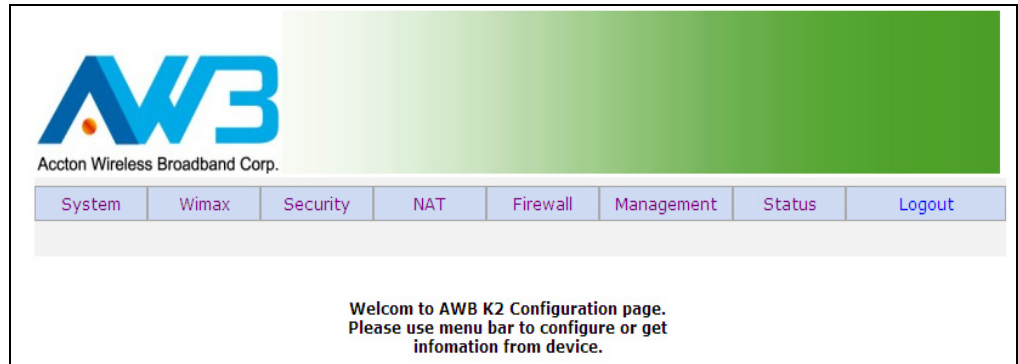 AWB
Accton Wireless Broadband Corp.
System Wimax Security NAT Firewall Management Status Logout
Welcom to AWB K2 Configuration page.
Please use menu bar to configure or get
infomation from device.